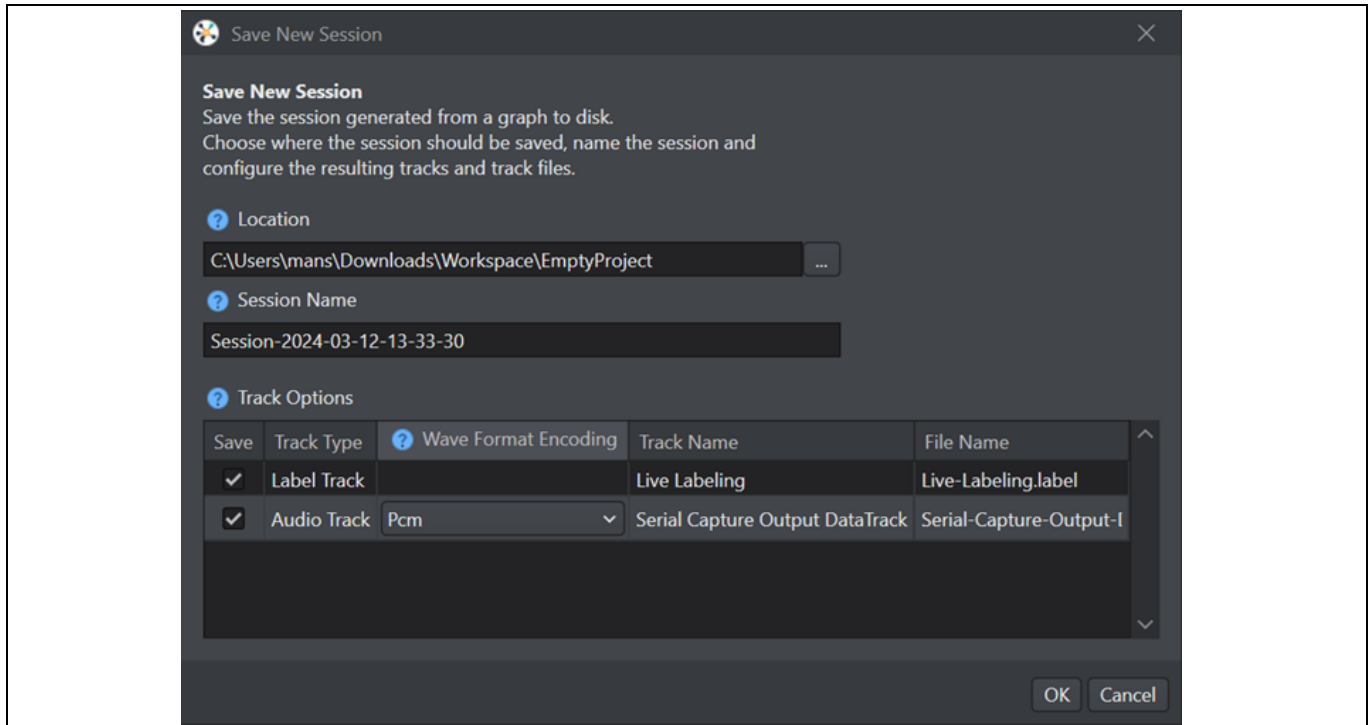 Save New Session
Save New Session
Save the session generated from a graph to disk.
Choose where the session should be saved, name the session and
configure the resulting tracks and track files.
? Location
C:\Users\mans\Downloads\Workspace\EmptyProject ...
? Session Name
Session-2024-03-12-13-33-30
? Track Options
Save Track Type ? Wave Format Encoding Track Name File Name
Label Track Live Labeling Live-Labeling.label
Audio Track Pcm Serial Capture Output DataTrack Serial-Capture-Output-
OK Cancel